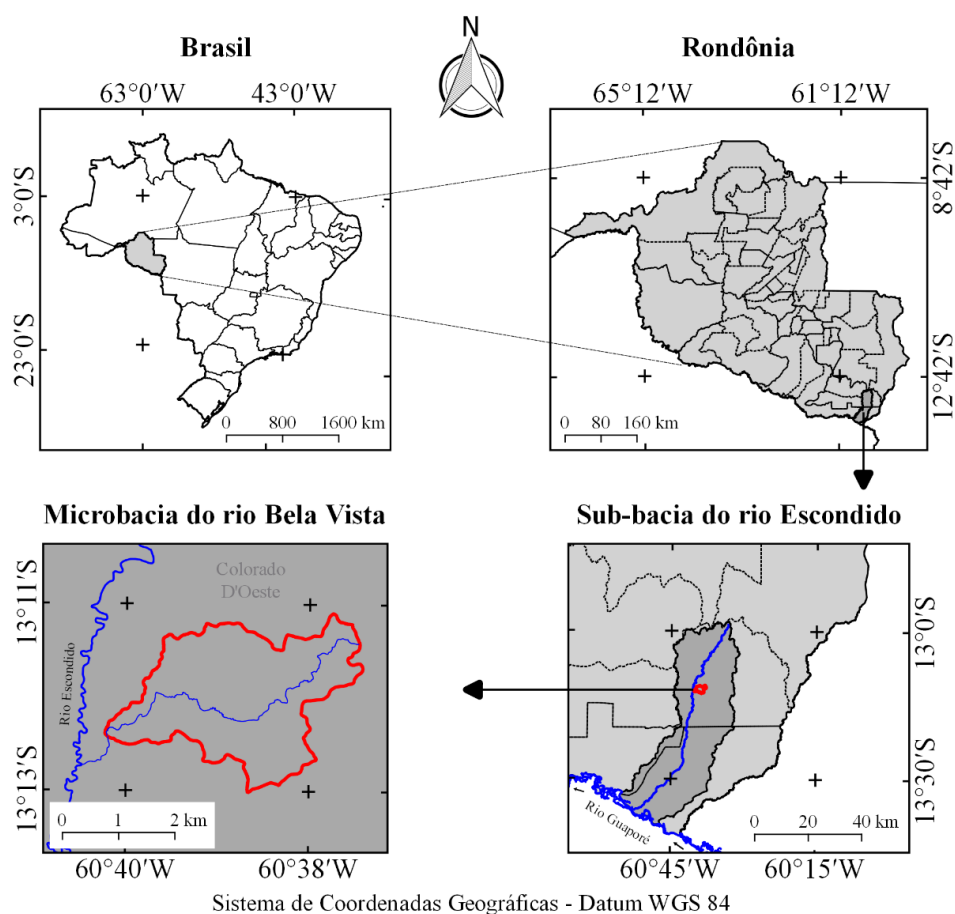 N
Brasil
63°0'W 43°0'W
3°0'S
23°0'S
0 800 1600 km
Rondônia
65°12'W 61°12'W
8°42'S
12°42'S
0 80 160 km
Microbacia do rio Bela Vista
Colorado
D'Oeste
13°11'S
13°13'S
Rio Escondido
0 1 2 km
60°40'W 60°38'W
Sub-bacia do rio Escondido
13°0'S
13°30'S
Rio Guaporé
0 20 40 km
60°45'W 60°15'W
Sistema de Coordenadas Geográficas - Datum WGS 84